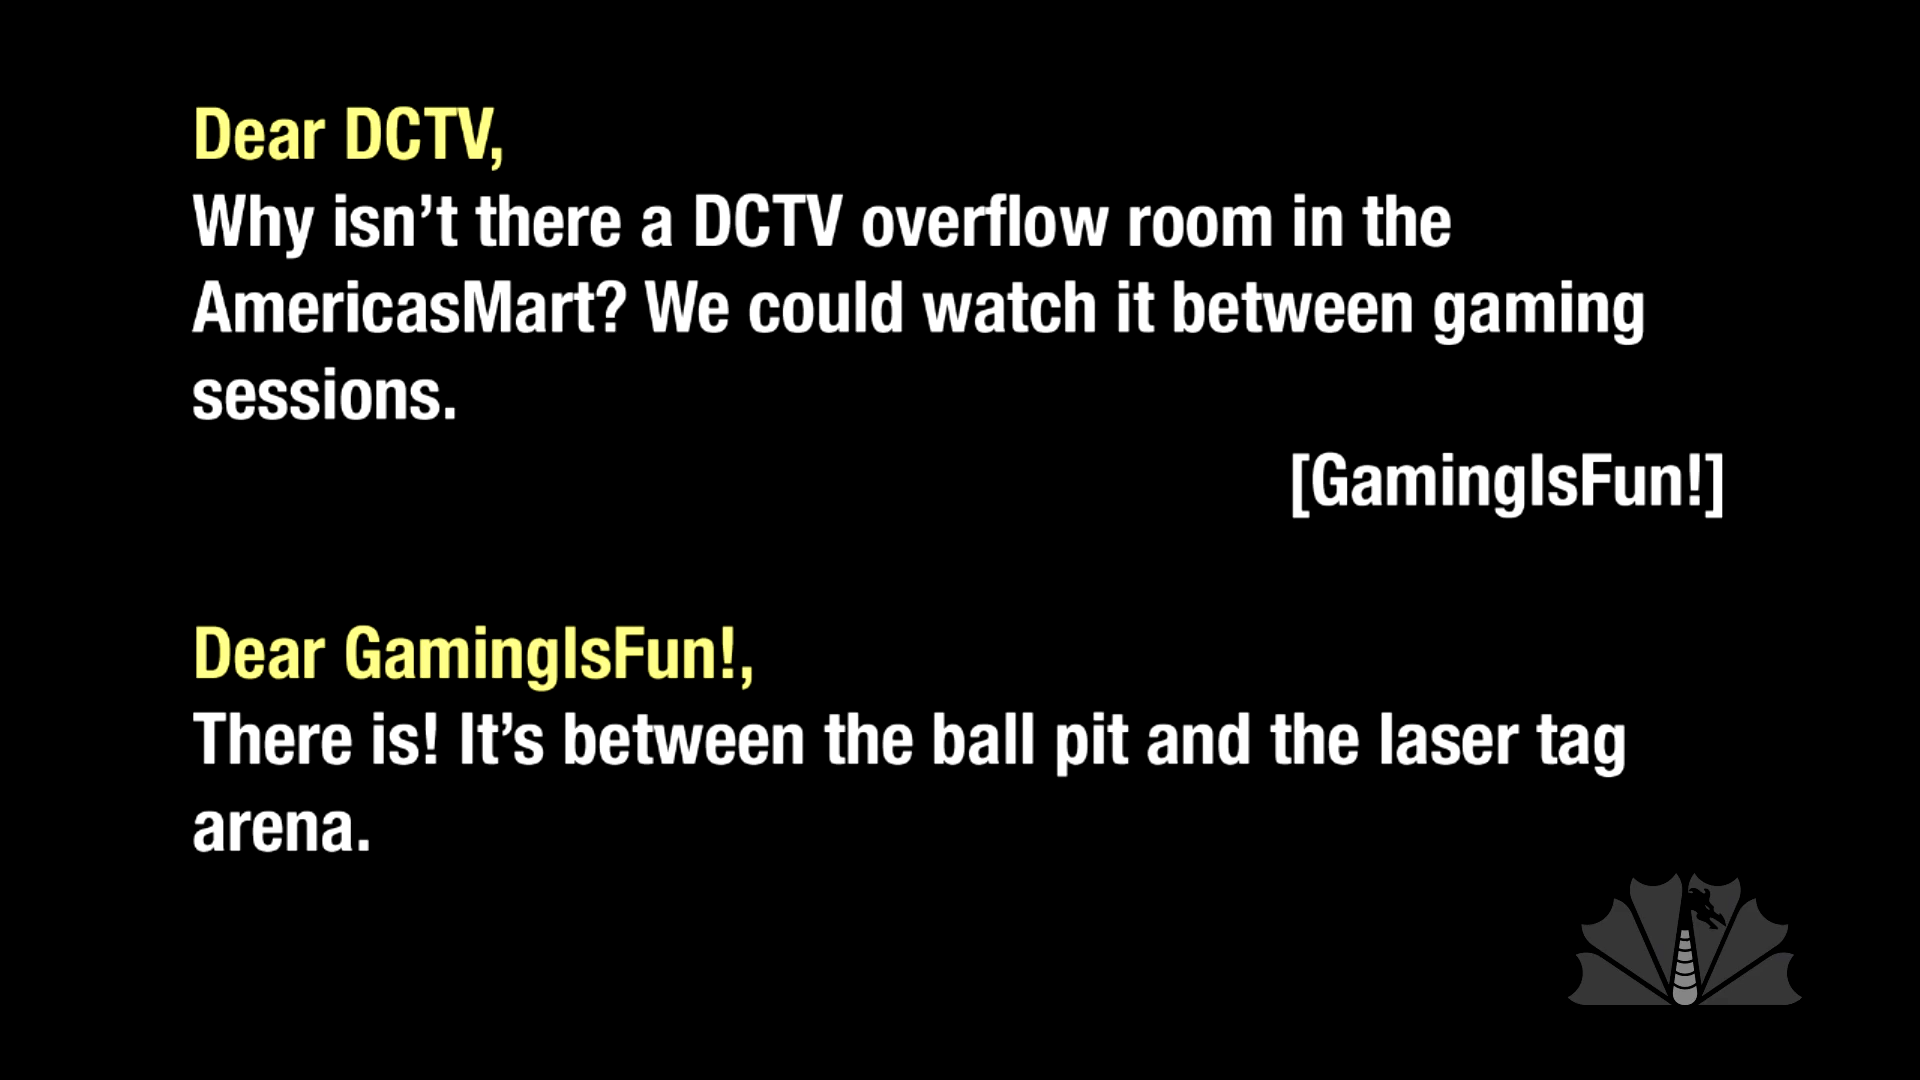 Dear DCTV,
Why isn’t there a DCTV overflow room in the
AmericasMart? We could watch it between gaming
sessions.
[GamingIsFun!]
Dear GamingIsFun!,
There is! It’s between the ball pit and the laser tag
arena.